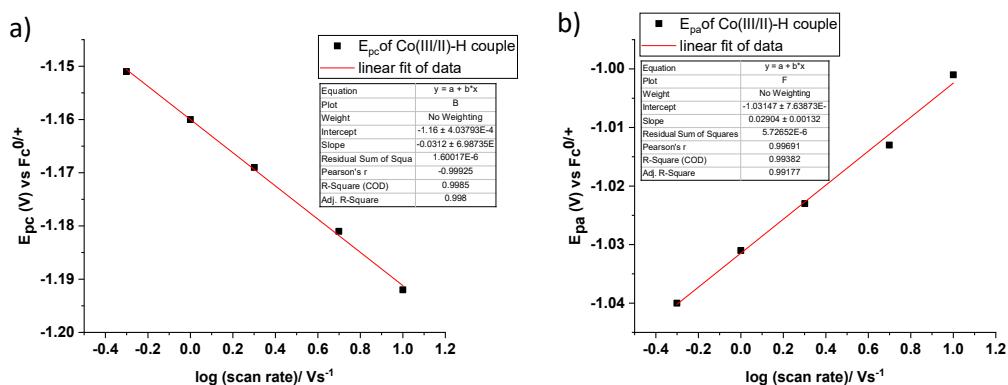 a)
E_pc of Co(III/II)-H couple
linear fit of data
Equation y = a + b*x
Plot B
Weight No Weighting
Intercept -1.16 ± 4.03793E-4
Slope -0.0312 ± 6.98735E
Residual Sum of Squa 1.60017E-6
Pearson's r -0.99925
R-Square (COD) 0.9985
Adj. R-Square 0.998
E_pc (V) vs Fc^0/+
-1.15
-1.16
-1.17
-1.18
-1.19
-1.20
-0.4 -0.2 0.0 0.2 0.4 0.6 0.8 1.0 1.2
log (scan rate)/ Vs^-1
b)
E_pa of Co(III/II)-H couple
linear fit of data
Equation y = a + b*x
Plot F
Weight No Weighting
Intercept -1.03147 ± 7.63873E-
Slope 0.02904 ± 0.00132
Residual Sum of Squares 5.72652E-6
Pearson's r 0.99691
R-Square (COD) 0.99382
Adj. R-Square 0.99177
E_pa (V) vs Fc^0/+
-1.00
-1.01
-1.02
-1.03
-1.04
-0.4 -0.2 0.0 0.2 0.4 0.6 0.8 1.0 1.2
log (scan rate)/ Vs^-1